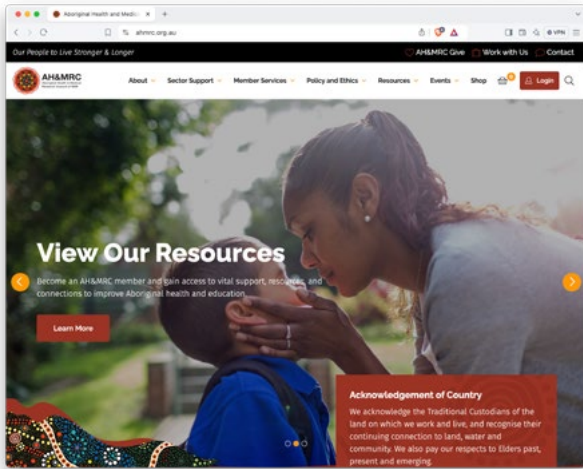 Aboriginal Health and Medic
ahmrc.org.au
VPN
Our People to Live Stronger & Longer
AH&MRC Give
Work with Us
Contact
AH&MRC
About
Sector Support
Member Services
Policy and Ethics
Resources
Events
Shop
0
Login
View Our Resources
Become an AH&MRC member and gain access to vital support, resources, and
connections to improve Aboriginal health and education.
Learn More
Acknowledgement of Country
We acknowledge the Traditional Custodians of the
land on which we work and live, and recognise their
continuing connection to land, water and
community. We also pay our respects to Elders past,
present and emerging.